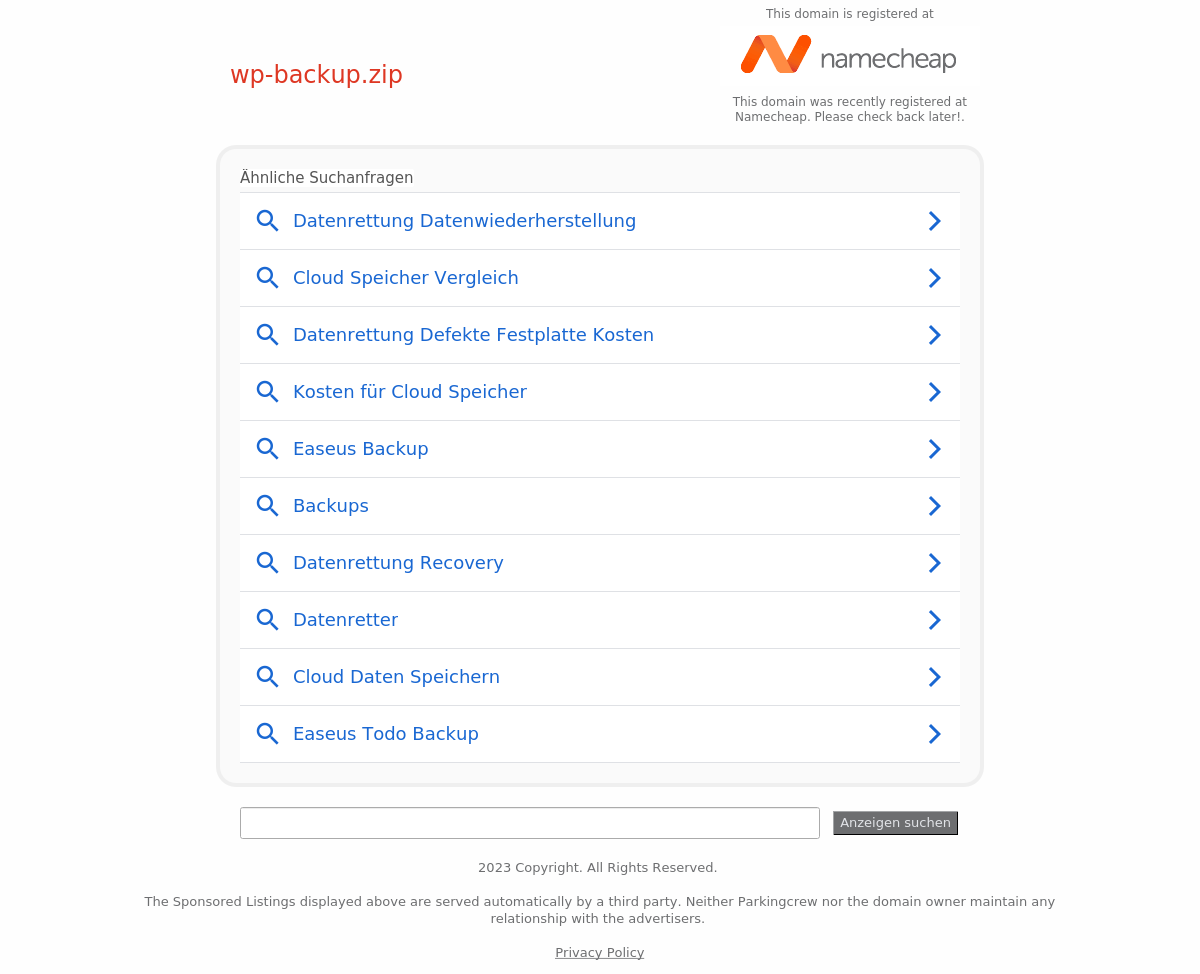 This domain is registered at
namecheap
wp-backup.zip
This domain was recently registered at
Namecheap. Please check back later!.
Ähnliche Suchanfragen
Datenrettung Datenwiederherstellung
Cloud Speicher Vergleich
Datenrettung Defekte Festplatte Kosten
Kosten für Cloud Speicher
Easeus Backup
Backups
Datenrettung Recovery
Datenretter
Cloud Daten Speichern
Easeus Todo Backup
Anzeigen suchen
2023 Copyright. All Rights Reserved.
The Sponsored Listings displayed above are served automatically by a third party. Neither Parkingcrew nor the domain owner maintain any
relationship with the advertisers.
Privacy Policy